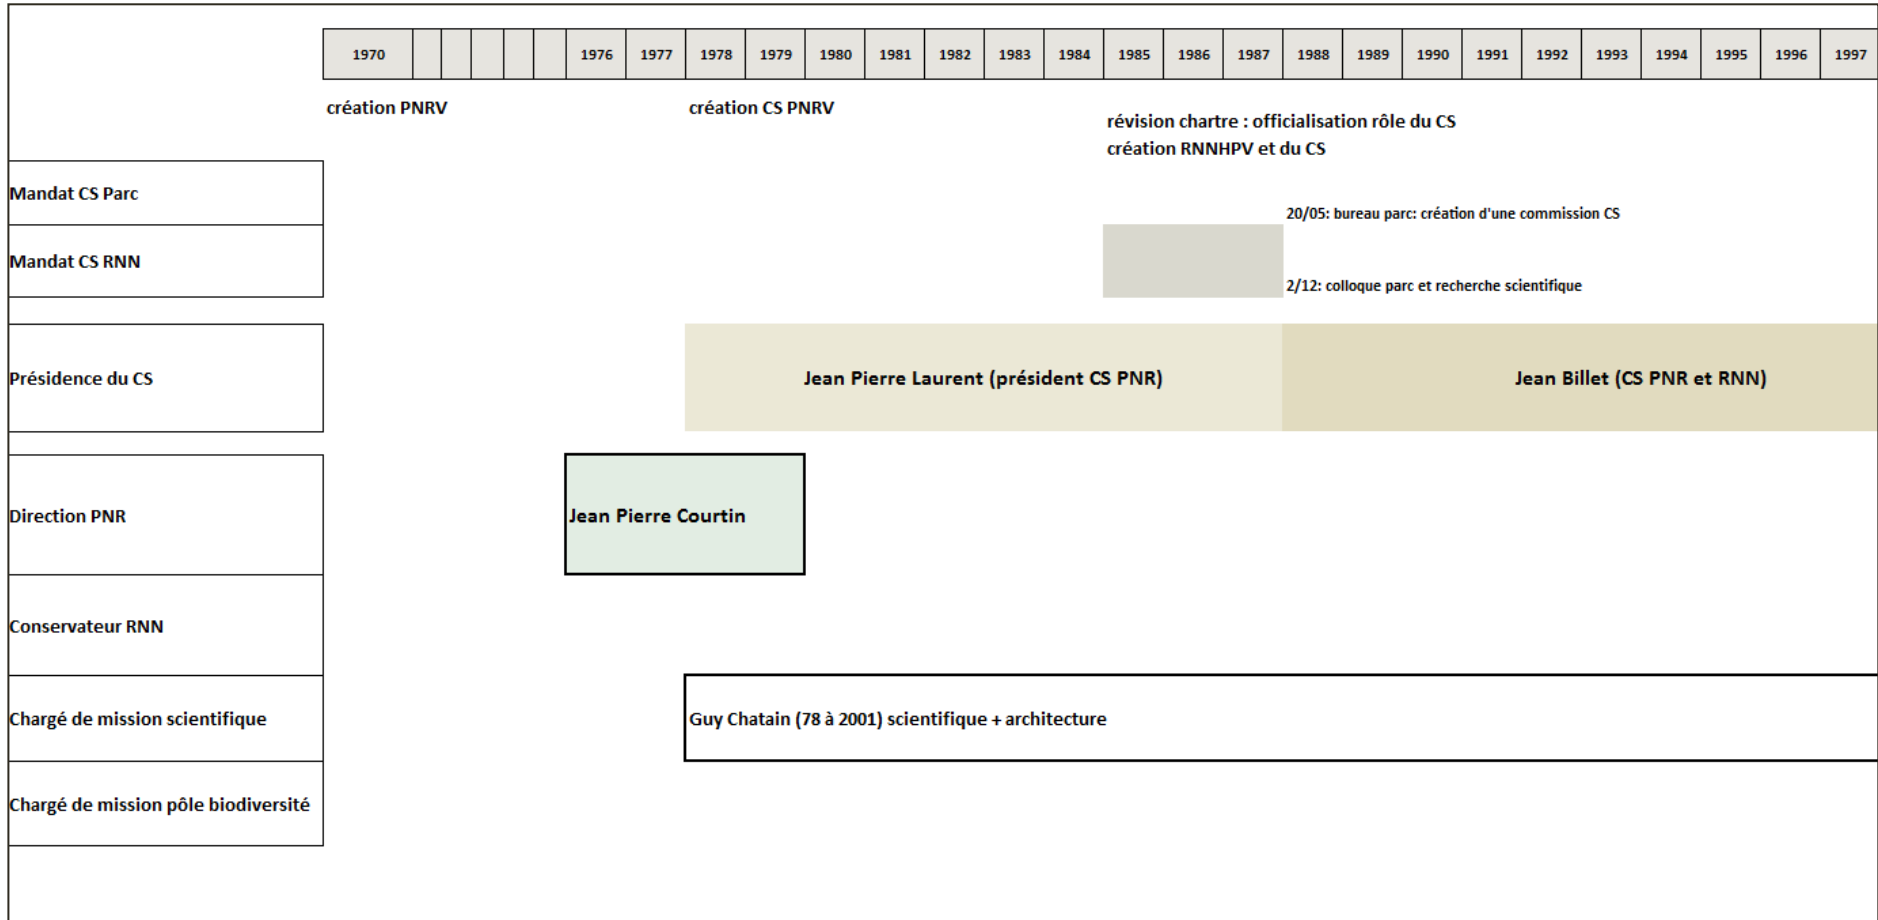 1970 1976 1977 1978 1979 1980 1981 1982 1983 1984 1985 1986 1987 1988 1989 1990 1991 1992 1993 1994 1995 1996 1997
création PNRV
création CS PNRV
révision chartre : officialisation rôle du CS
création RNNHPV et du CS
Mandat CS Parc
20/05: bureau parc: création d'une commission CS
Mandat CS RNN
2/12: colloque parc et recherche scientifique
Présidence du CS
Jean Pierre Laurent (président CS PNR)
Jean Billet (CS PNR et RNN)
Direction PNR
Jean Pierre Courtin
Conservateur RNN
Chargé de mission scientifique
Guy Chatain (78 à 2001) scientifique + architecture
Chargé de mission pôle biodiversité